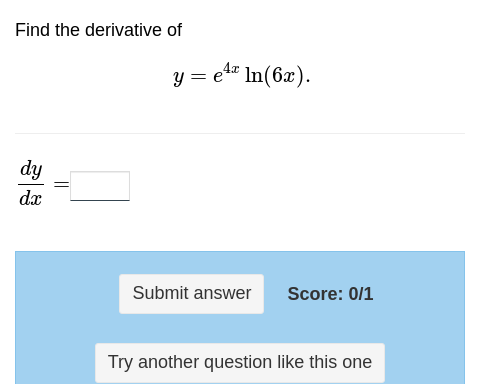 Find the derivative of
y = e^{4x} ln(6x).
dy/dx =
Submit answer Score: 0/1
Try another question like this one